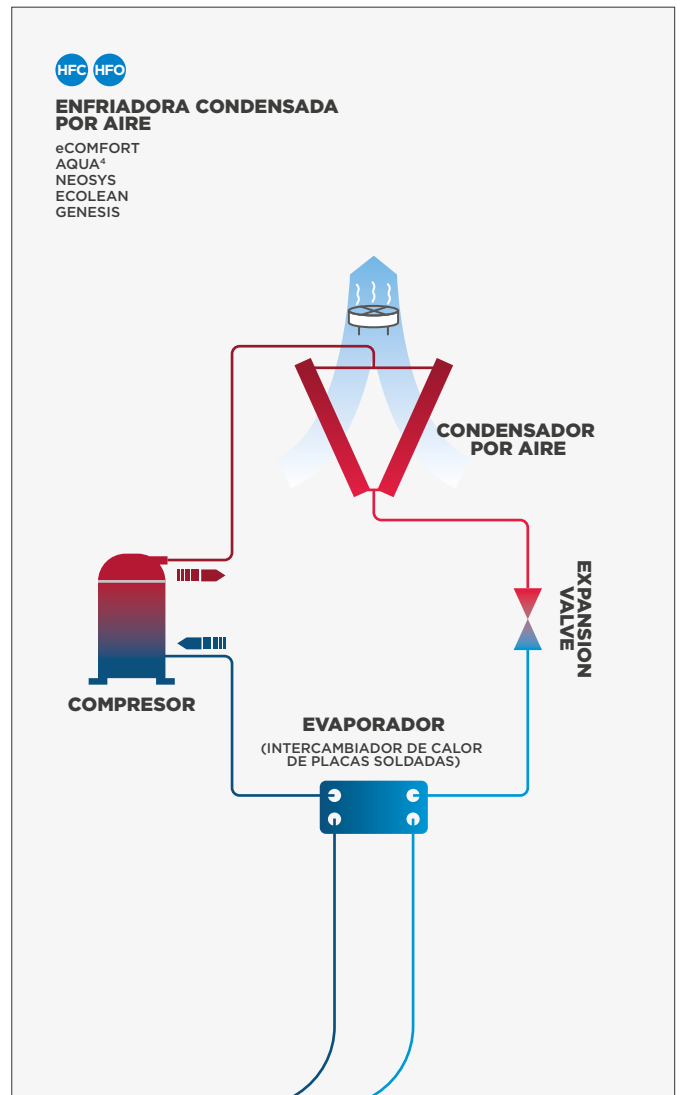 HFC HFO
ENFRIADORA CONDENSADA
POR AIRE
eCOMFORT
AQUA⁴
NEOSYS
ECOLEAN
GENESIS
CONDENSADOR
POR AIRE
EXPANSION
VALVE
COMPRESOR
EVAPORADOR
(INTERCAMBIADOR DE CALOR
DE PLACAS SOLDADAS)